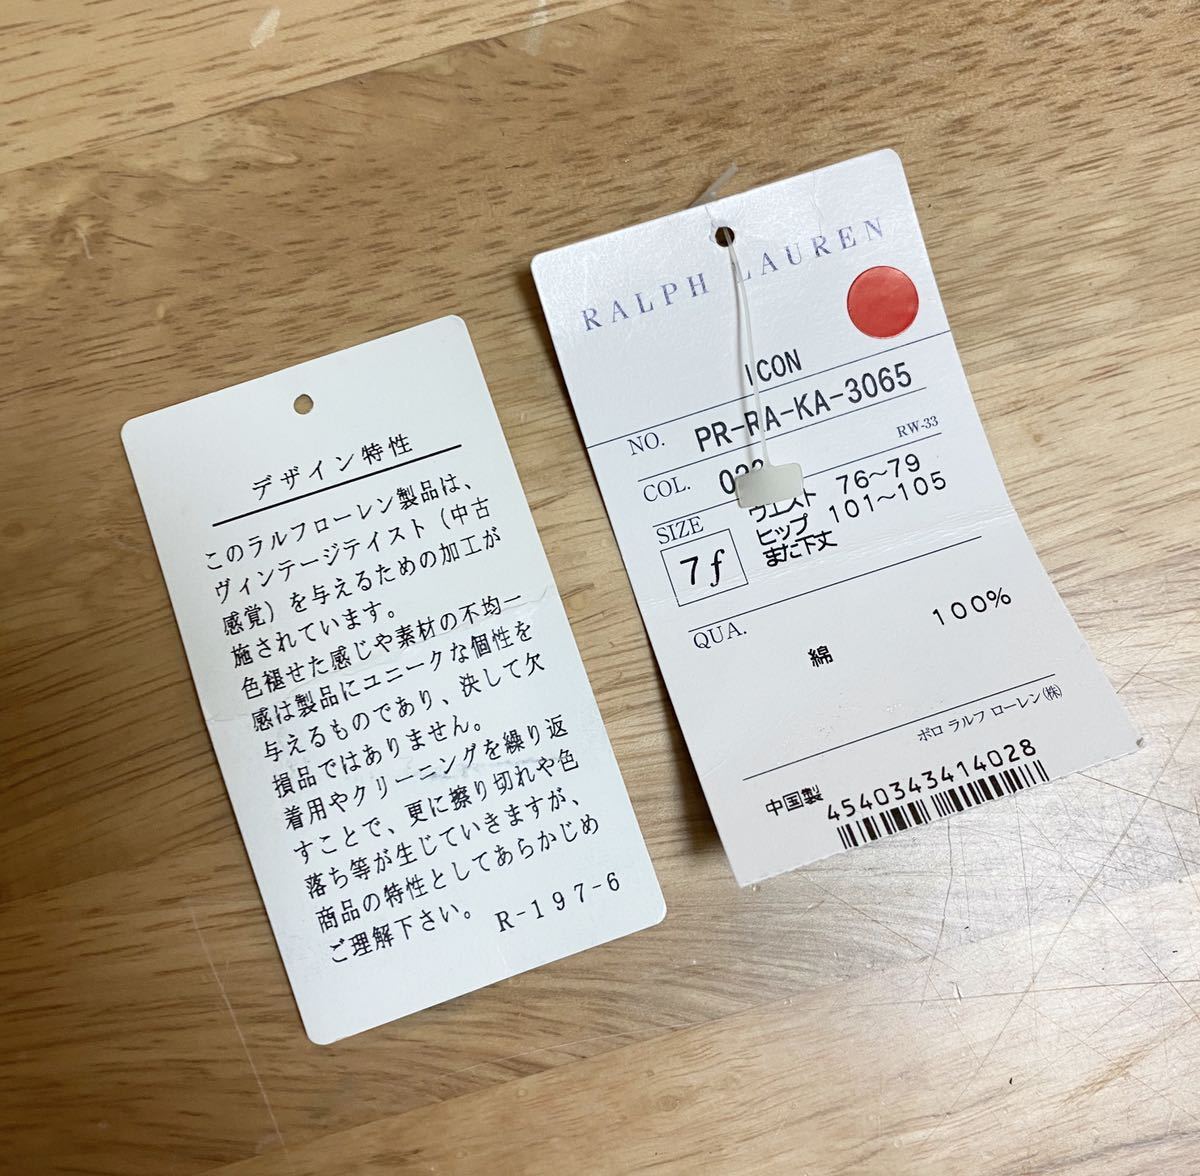 デザイン特性
このラルフローレン製品は、
ヴィンテージテイスト（中古
感覚）を与えるための加工が
施されています。
色褪せた感じや素材の不均一
感は製品にユニークな個性を
与えるものであり、決して欠
損品ではありません。
着用やクリーニングを繰り返
すことで、更に擦り切れや色
落ち等が生じていきますが、
商品の特性としてあらかじめ
ご理解下さい。
R-197-6
RALPH LAUREN
ICON
NO. PR-RA-KA-3065
RW-33
COL.
SIZE
7f
ウエスト 76~79
ヒップ 101~105
また下丈
QUA.
綿 100%
ポロ ラルフ ローレン(株)
中国製
4540343414028